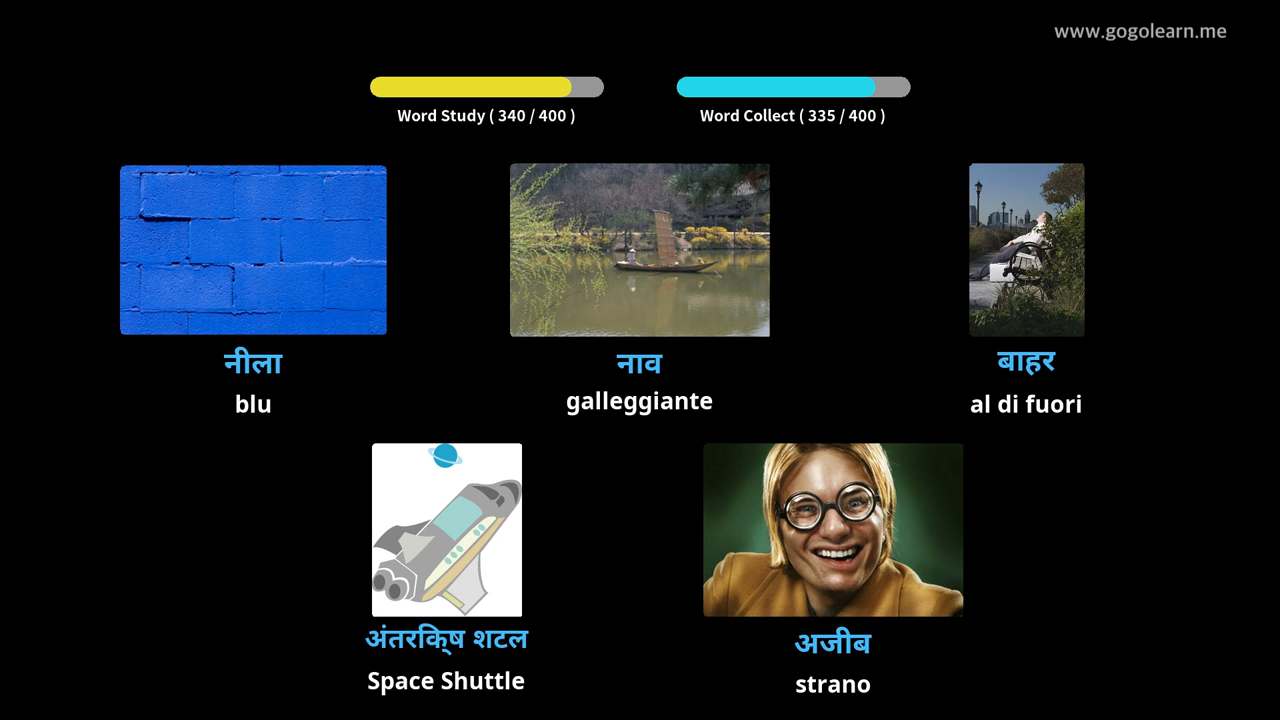 www.gogolearn.me
Word Study ( 340 / 400 )
Word Collect ( 335 / 400 )
नीला
नाव
बाहर
blu
galleggiante
al di fuori
अंतरक्षि शटल
अजीब
Space Shuttle
strano